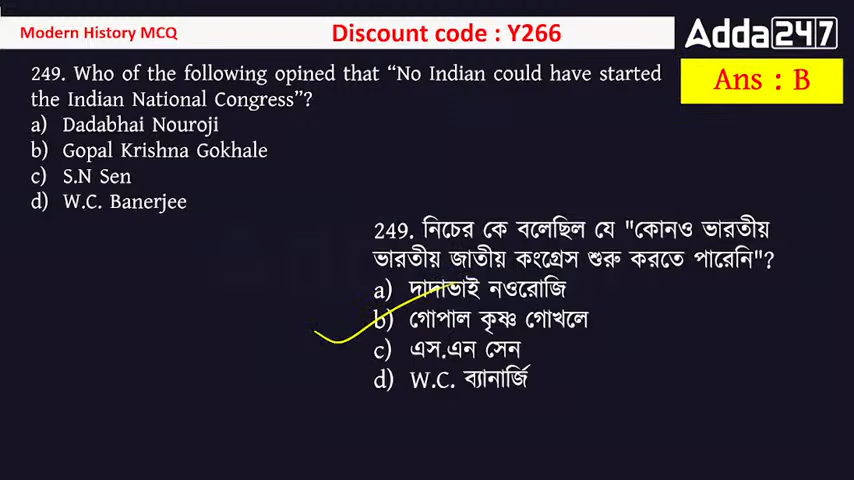 Modern History MCQ
Discount code : Y266
Adda247
Ans : B
249. Who of the following opined that “No Indian could have started
the Indian National Congress”?
a) Dadabhai Nouroji
b) Gopal Krishna Gokhale
c) S.N Sen
d) W.C. Banerjee
249. নিচের কে বলেছিল যে "কোনও ভারতীয়
ভারতীয় জাতীয় কংগ্রেস শুরু করতে পারেনি"?
a) দাদাভাই নওরোজি
b) গোপাল কৃষ্ণ গোখলে
c) এস.এন সেন
d) W.C. ব্যানার্জি